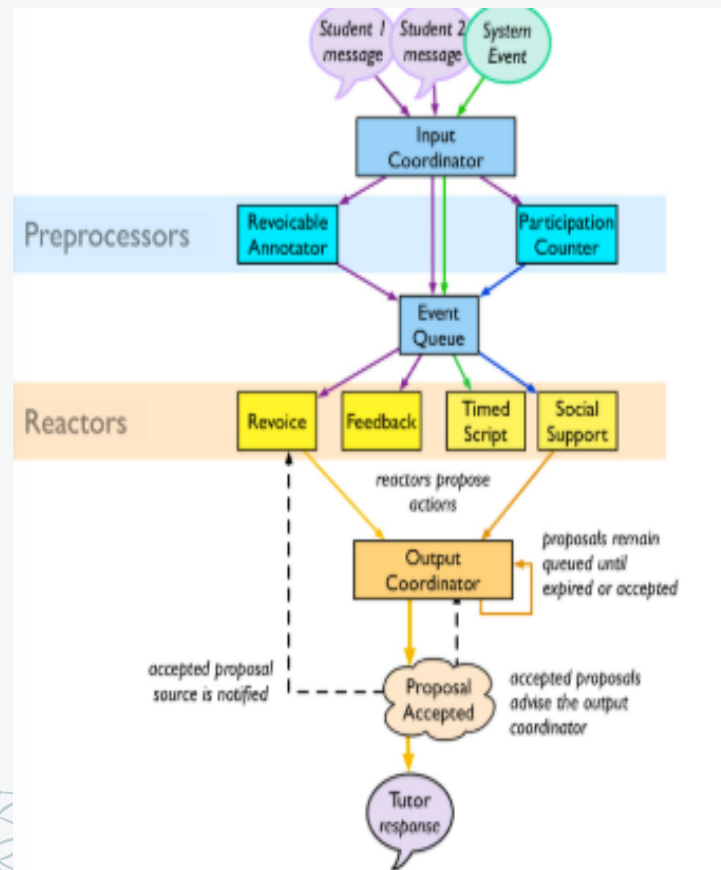 Student 1
message
Student 2
message
System
Event
Input
Coordinator
Preprocessors
Revoicable
Annotator
Participation
Counter
Event
Queue
Reactors
Revoice
Feedback
Timed
Script
Social
Support
reactors propose
actions
Output
Coordinator
proposals remain
queued until
expired or accepted
accepted proposal
source is notified
Proposal
Accepted
accepted proposals
advise the output
coordinator
Tutor
response